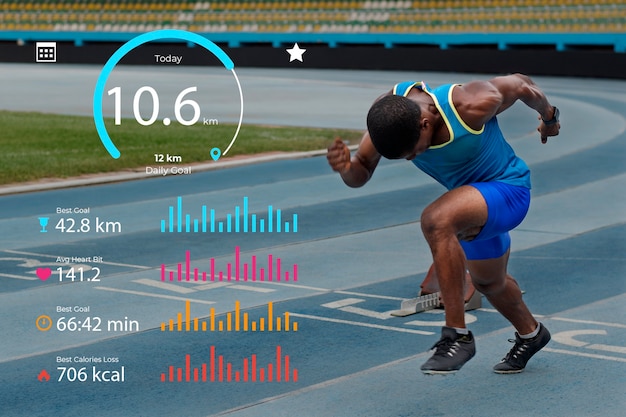 Today
10.6 km
12 km
Daily Goal
Best Goal
42.8 km
Avg Heart Bit
141.2
Best Goal
66:42 min
Best Calories Loss
706 kcal